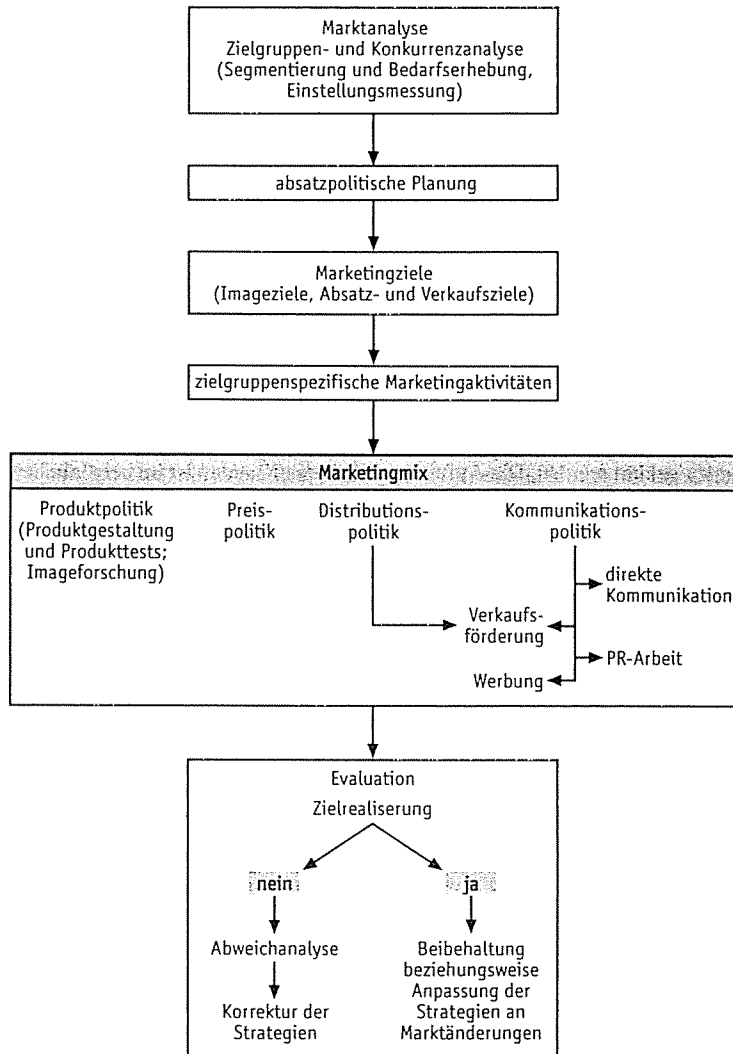 Marktanalyse
Zielgruppen- und Konkurrenzanalyse
(Segmentierung und Bedarfserhebung,
Einstellungsmessung)
absatzpolitische Planung
Marketingziele
(Imageziele, Absatz- und Verkaufsziele)
zielgruppenspezifische Marketingaktivitäten
Marketingmix
Produktpolitik
(Produktgestaltung
und Produkttests;
Imageforschung)
Preis-
politik
Distributions-
politik
Kommunikations-
politik
direkte
Kommunikation
Verkaufs-
förderung
PR-Arbeit
Werbung
Evaluation
Zielrealiserung
nein
Abweichanalyse
Korrektur der
Strategien
ja
Beibehaltung
beziehungsweise
Anpassung der
Strategien an
Marktänderungen